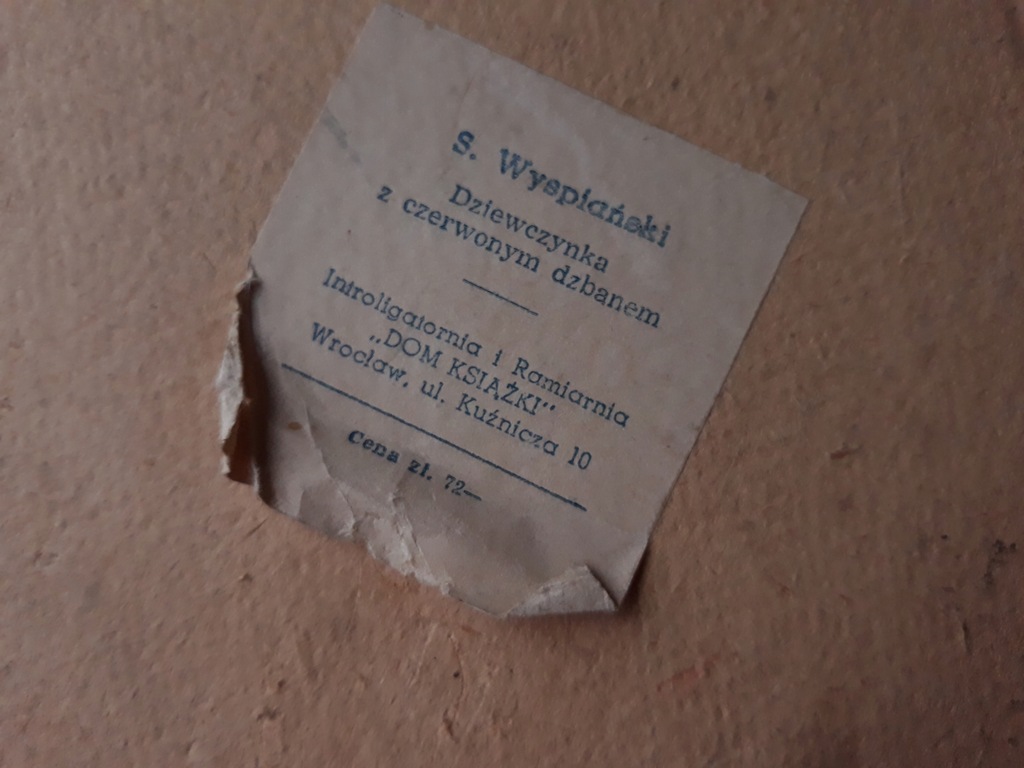 S. Wyspiański
Dziewczynka
z czerwonym dzbanem
Introligatornia i Ramiarnia
„DOM KSIĄŻKI"
Wrocław, ul. Kuźnicza 10
Cena zł. 72—